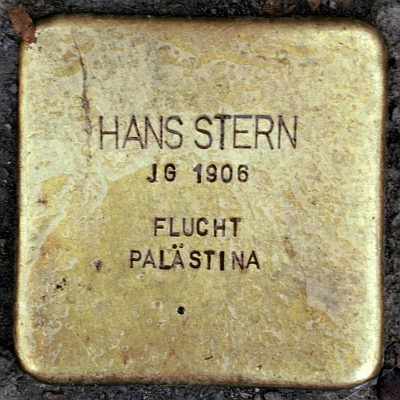 HANS STERN
JG 1906
FLUCHT
PALÄSTINA